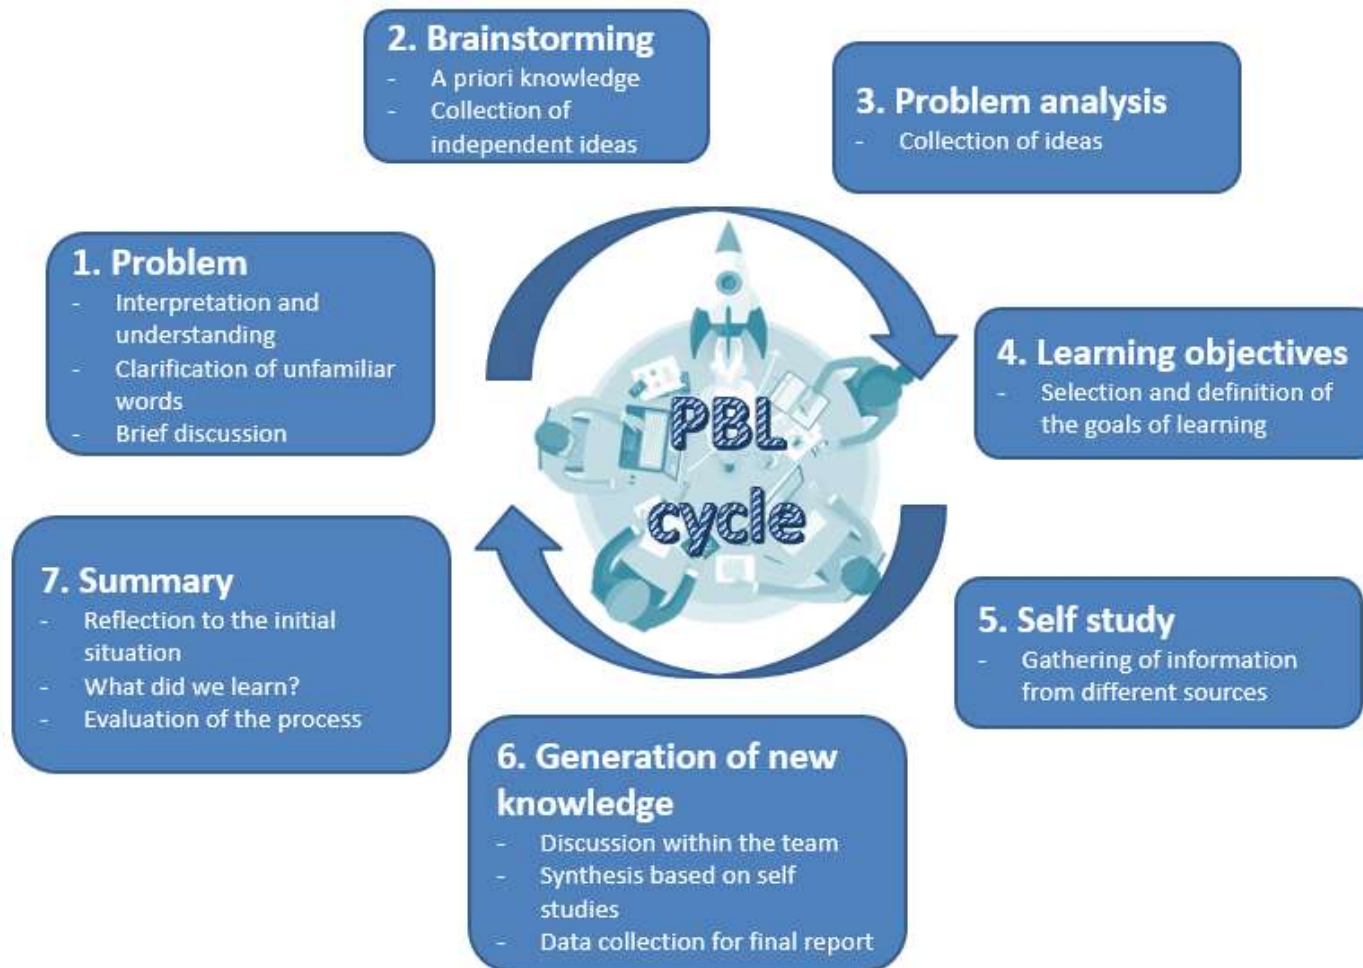 1. Problem
- Interpretation and
understanding
- Clarification of unfamiliar
words
- Brief discussion
2. Brainstorming
- A priori knowledge
- Collection of
independent ideas
3. Problem analysis
- Collection of ideas
4. Learning objectives
- Selection and definition of
the goals of learning
5. Self study
- Gathering of information
from different sources
6. Generation of new
knowledge
- Discussion within the team
- Synthesis based on self
studies
- Data collection for final report
7. Summary
- Reflection to the initial
situation
- What did we learn?
- Evaluation of the process
PBL
cycle